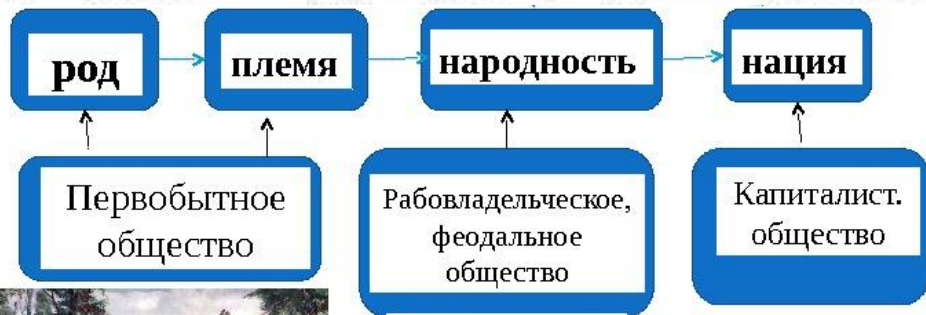 род
племя
народность
нация
Первобытное
общество
Рабовладельческое,
феодальное
общество
Капиталист.
общество